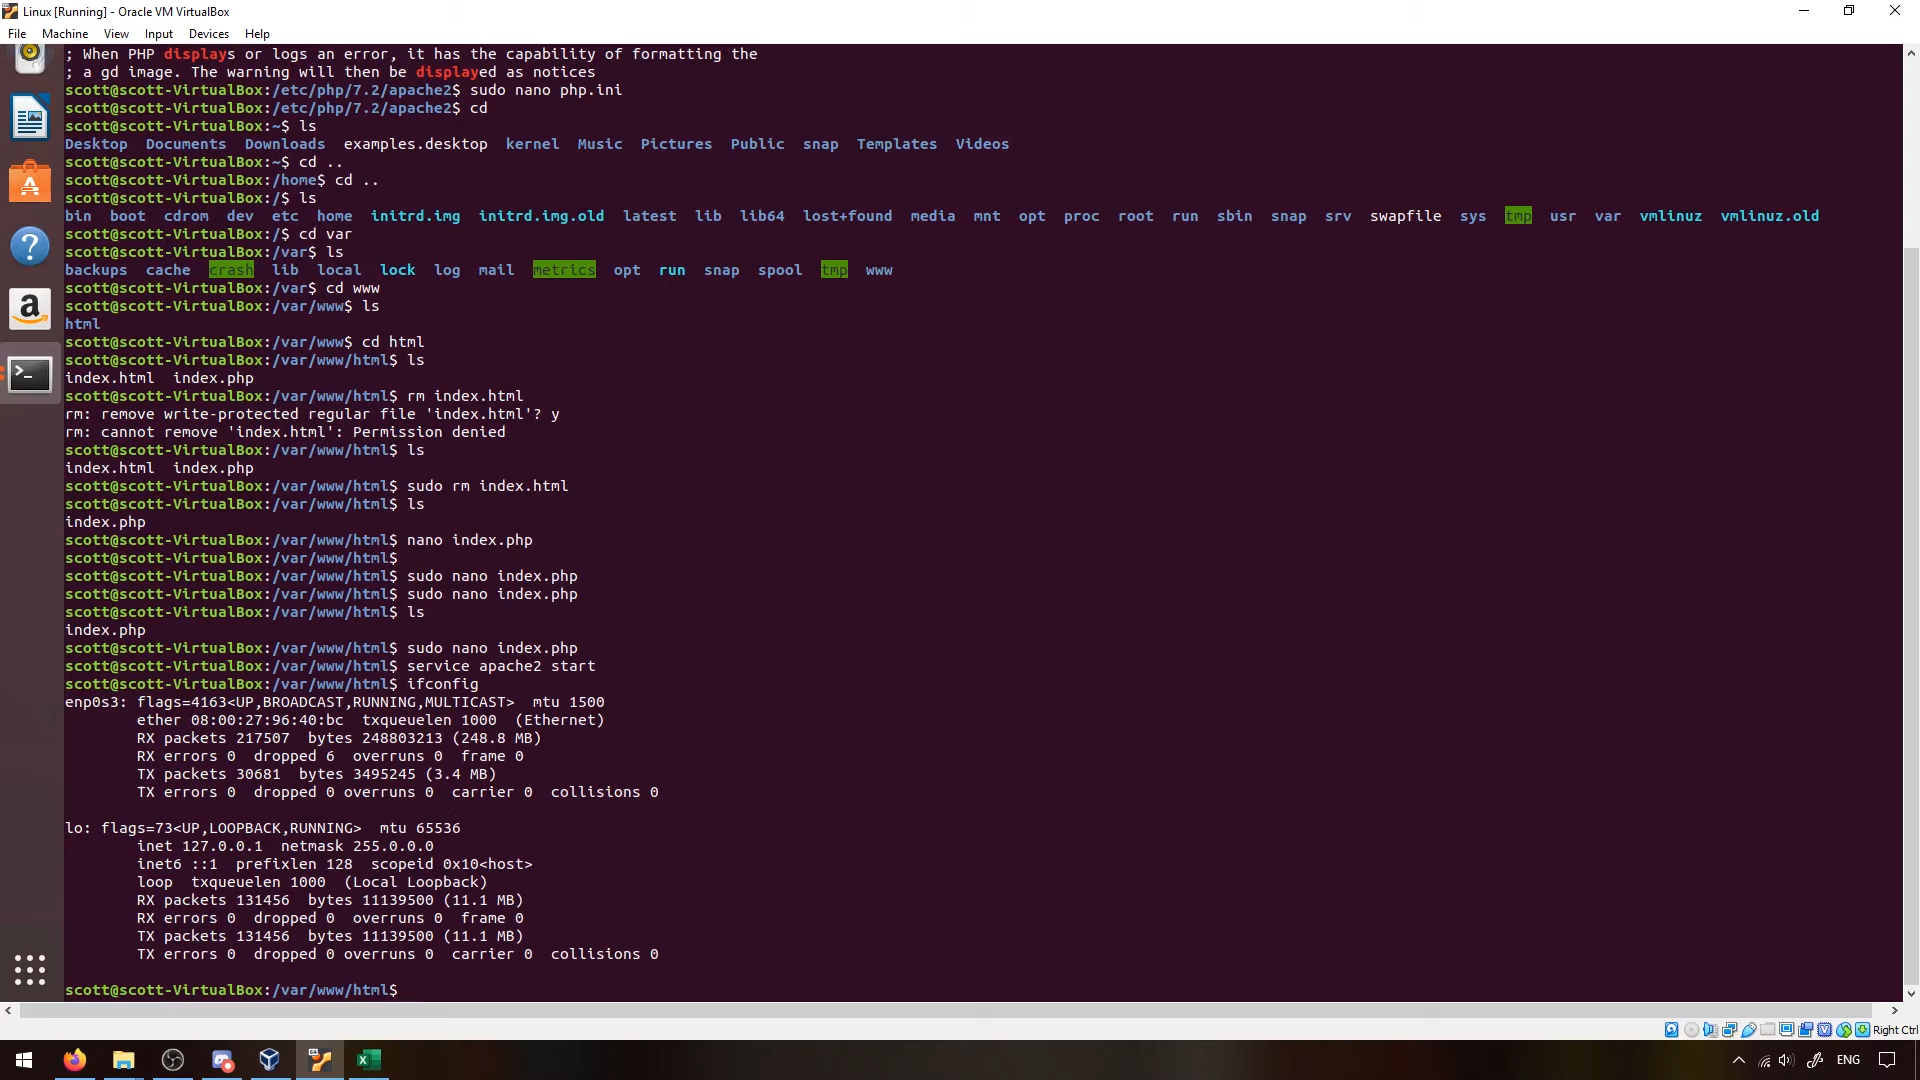 Linux [Running] - Oracle VM VirtualBox
File Machine View Input Devices Help
; When PHP displays or logs an error, it has the capability of formatting the
; a gd image. The warning will then be displayed as notices
scott@scott-VirtualBox:/etc/php/7.2/apache2$ sudo nano php.ini
scott@scott-VirtualBox:/etc/php/7.2/apache2$ cd
scott@scott-VirtualBox:~$ ls
Desktop Documents Downloads examples.desktop kernel Music Pictures Public snap Templates Videos
scott@scott-VirtualBox:~$ cd ..
scott@scott-VirtualBox:/home$ cd ..
scott@scott-VirtualBox:/$ ls
bin boot cdrom dev etc home initrd.img initrd.img.old latest lib lib64 lost+found media mnt opt proc root run sbin snap srv swapfile sys tmp usr var vmlinuz vmlinuz.old
scott@scott-VirtualBox:/$ cd var
scott@scott-VirtualBox:/var$ ls
backups cache crash lib local lock log mail metrics opt run snap spool tmp www
scott@scott-VirtualBox:/var$ cd www
scott@scott-VirtualBox:/var/www$ ls
html
scott@scott-VirtualBox:/var/www$ cd html
scott@scott-VirtualBox:/var/www/html$ ls
index.html index.php
scott@scott-VirtualBox:/var/www/html$ rm index.html
rm: remove write-protected regular file 'index.html'? y
rm: cannot remove 'index.html': Permission denied
scott@scott-VirtualBox:/var/www/html$ ls
index.html index.php
scott@scott-VirtualBox:/var/www/html$ sudo rm index.html
scott@scott-VirtualBox:/var/www/html$ ls
index.php
scott@scott-VirtualBox:/var/www/html$ nano index.php
scott@scott-VirtualBox:/var/www/html$
scott@scott-VirtualBox:/var/www/html$ sudo nano index.php
scott@scott-VirtualBox:/var/www/html$ sudo nano index.php
scott@scott-VirtualBox:/var/www/html$ ls
index.php
scott@scott-VirtualBox:/var/www/html$ sudo nano index.php
scott@scott-VirtualBox:/var/www/html$ service apache2 start
scott@scott-VirtualBox:/var/www/html$ ifconfig
enp0s3: flags=4163<UP,BROADCAST,RUNNING,MULTICAST> mtu 1500
ether 08:00:27:96:40:bc txqueuelen 1000 (Ethernet)
RX packets 217507 bytes 248803213 (248.8 MB)
RX errors 0 dropped 6 overruns 0 frame 0
TX packets 30681 bytes 3495245 (3.4 MB)
TX errors 0 dropped 0 overruns 0 carrier 0 collisions 0
lo: flags=73<UP,LOOPBACK,RUNNING> mtu 65536
inet 127.0.0.1 netmask 255.0.0.0
inet6 ::1 prefixlen 128 scopeid 0x10<host>
loop txqueuelen 1000 (Local Loopback)
RX packets 131456 bytes 11139500 (11.1 MB)
RX errors 0 dropped 0 overruns 0 frame 0
TX packets 131456 bytes 11139500 (11.1 MB)
TX errors 0 dropped 0 overruns 0 carrier 0 collisions 0
scott@scott-VirtualBox:/var/www/html$
Right Ctrl
ENG